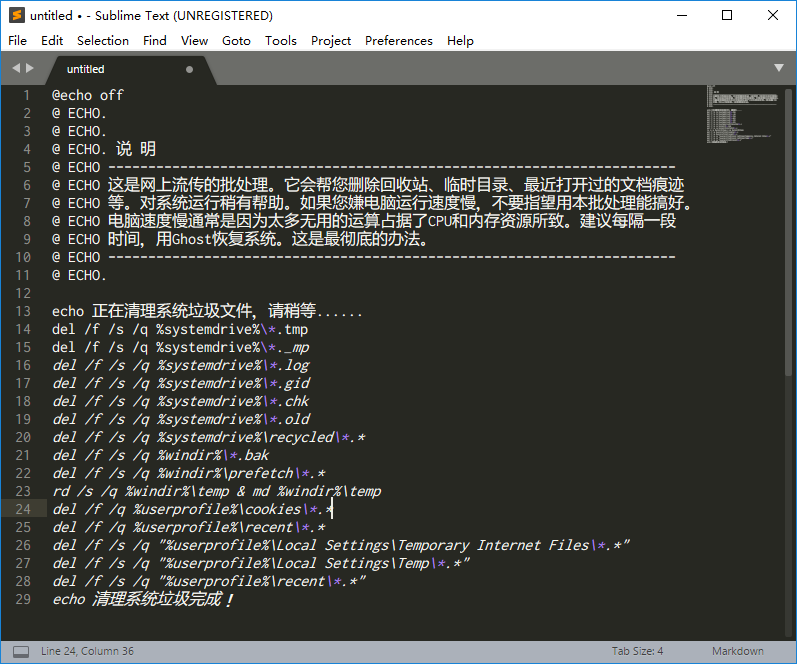 untitled • - Sublime Text (UNREGISTERED)
File Edit Selection Find View Goto Tools Project Preferences Help
untitled
1 @echo off
2 @ ECHO.
3 @ ECHO.
4 @ ECHO. 说 明
5 @ ECHO -----------------------------------------------------------------------
6 @ ECHO 这是网上流传的批处理。它会帮您删除回收站、临时目录、最近打开过的文档痕迹
7 @ ECHO 等。对系统运行稍有帮助。如果您嫌电脑运行速度慢，不要指望用本批处理能搞好。
8 @ ECHO 电脑速度慢通常是因为太多无用的运算占据了CPU和内存资源所致。建议每隔一段
9 @ ECHO 时间，用Ghost恢复系统。这是最彻底的办法。
10 @ ECHO -----------------------------------------------------------------------
11 @ ECHO.
12
13 echo 正在清理系统垃圾文件，请稍等......
14 del /f /s /q %systemdrive%\*.tmp
15 del /f /s /q %systemdrive%\*._mp
16 del /f /s /q %systemdrive%\*.log
17 del /f /s /q %systemdrive%\*.gid
18 del /f /s /q %systemdrive%\*.chk
19 del /f /s /q %systemdrive%\*.old
20 del /f /s /q %systemdrive%\recycled\*.*
21 del /f /s /q %windir%\*.bak
22 del /f /s /q %windir%\prefetch\*.*
23 rd /s /q %windir%\temp & md %windir%\temp
24 del /f /q %userprofile%\cookies\*.*
25 del /f /q %userprofile%\recent\*.*
26 del /f /s /q "%userprofile%\Local Settings\Temporary Internet Files\*.*"
27 del /f /s /q "%userprofile%\Local Settings\Temp\*.*"
28 del /f /s /q "%userprofile%\recent\*.*"
29 echo 清理系统垃圾完成！
Line 24, Column 36 Tab Size: 4 Markdown